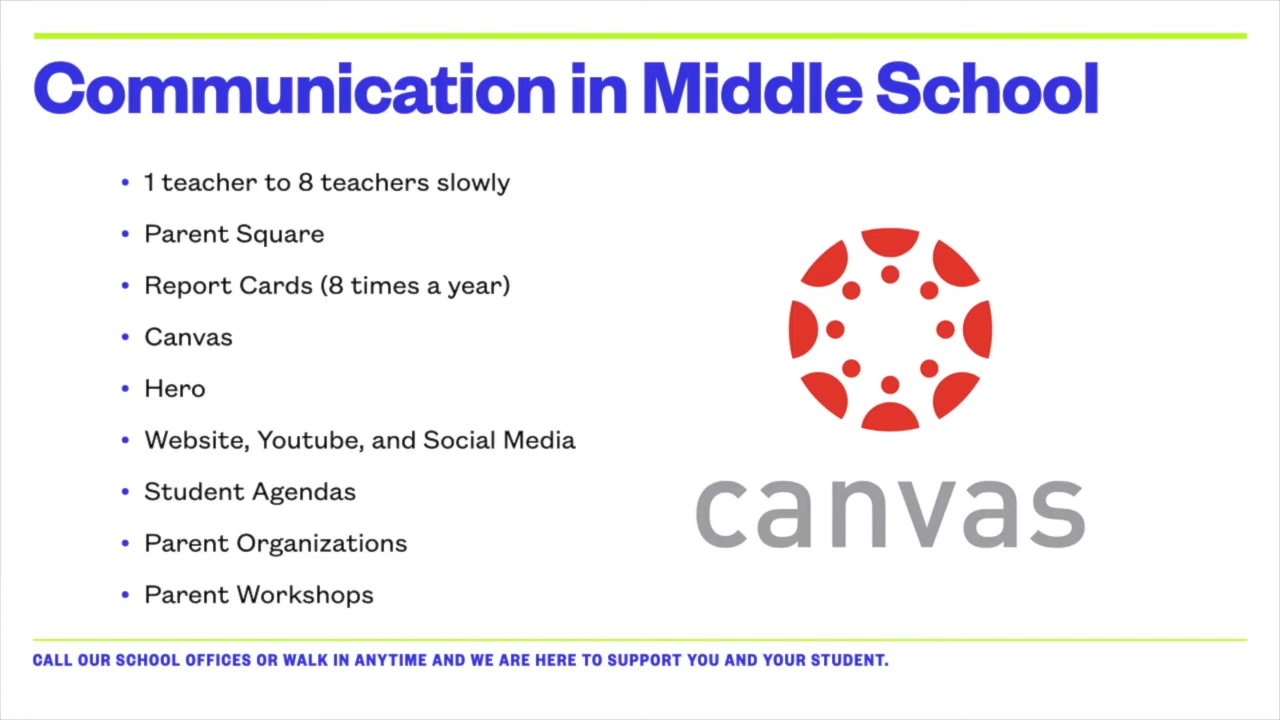 Communication in Middle School
• 1 teacher to 8 teachers slowly
• Parent Square
• Report Cards (8 times a year)
• Canvas
• Hero
• Website, Youtube, and Social Media
• Student Agendas
• Parent Organizations
• Parent Workshops
canvas
CALL OUR SCHOOL OFFICES OR WALK IN ANYTIME AND WE ARE HERE TO SUPPORT YOU AND YOUR STUDENT.